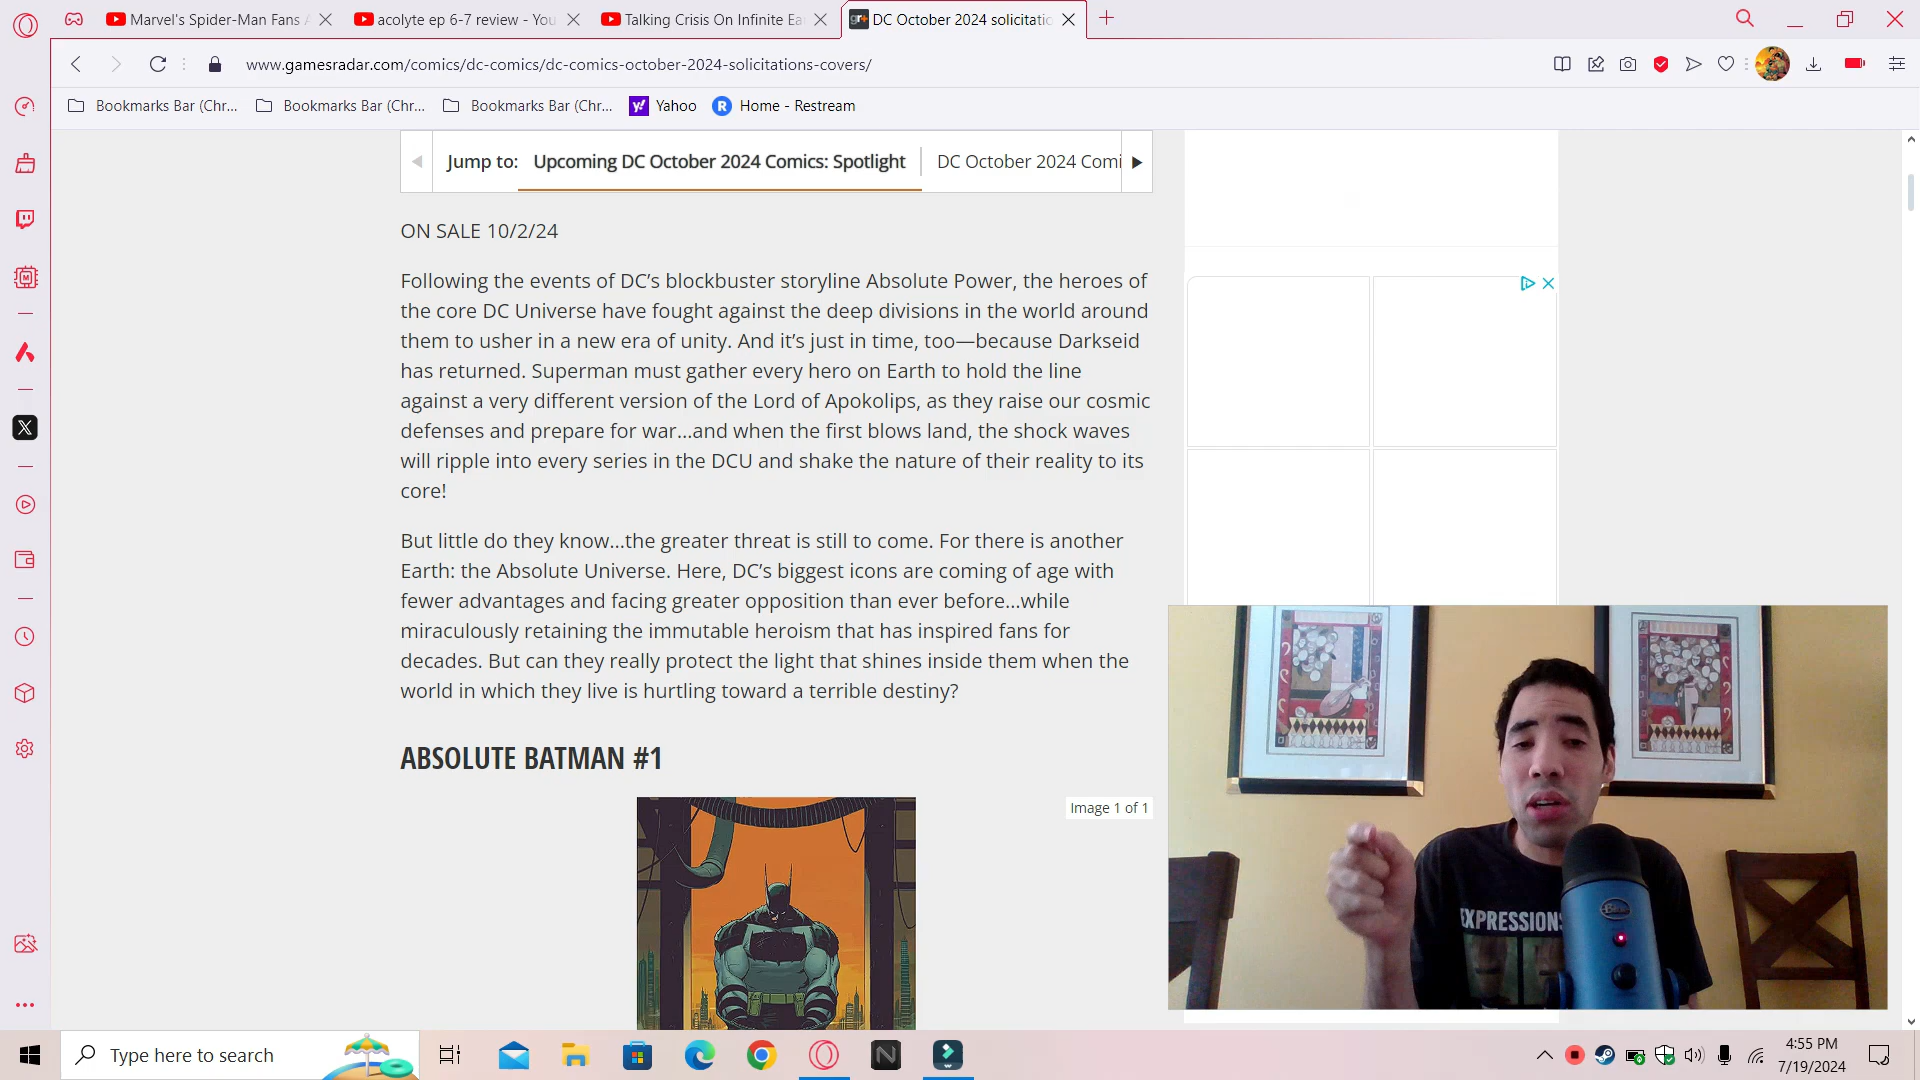 Marvel's Spider-Man Fans
acolyte ep 6-7 review - You
Talking Crisis On Infinite Ea
DC October 2024 solicitatio
www.gamesradar.com/comics/dc-comics/dc-comics-october-2024-solicitations-covers/
Bookmarks Bar (Chr...
Bookmarks Bar (Chr...
Bookmarks Bar (Chr...
Yahoo
Home - Restream
Jump to:
Upcoming DC October 2024 Comics: Spotlight
DC October 2024 Comi
ON SALE 10/2/24
Following the events of DC’s blockbuster storyline Absolute Power, the heroes of
the core DC Universe have fought against the deep divisions in the world around
them to usher in a new era of unity. And it’s just in time, too—because Darkseid
has returned. Superman must gather every hero on Earth to hold the line
against a very different version of the Lord of Apokolips, as they raise our cosmic
defenses and prepare for war...and when the first blows land, the shock waves
will ripple into every series in the DCU and shake the nature of their reality to its
core!
But little do they know...the greater threat is still to come. For there is another
Earth: the Absolute Universe. Here, DC’s biggest icons are coming of age with
fewer advantages and facing greater opposition than ever before...while
miraculously retaining the immutable heroism that has inspired fans for
decades. But can they really protect the light that shines inside them when the
world in which they live is hurtling toward a terrible destiny?
ABSOLUTE BATMAN #1
Image 1 of 1
EXPRESSIONS
Blue
Type here to search
4:55 PM
7/19/2024